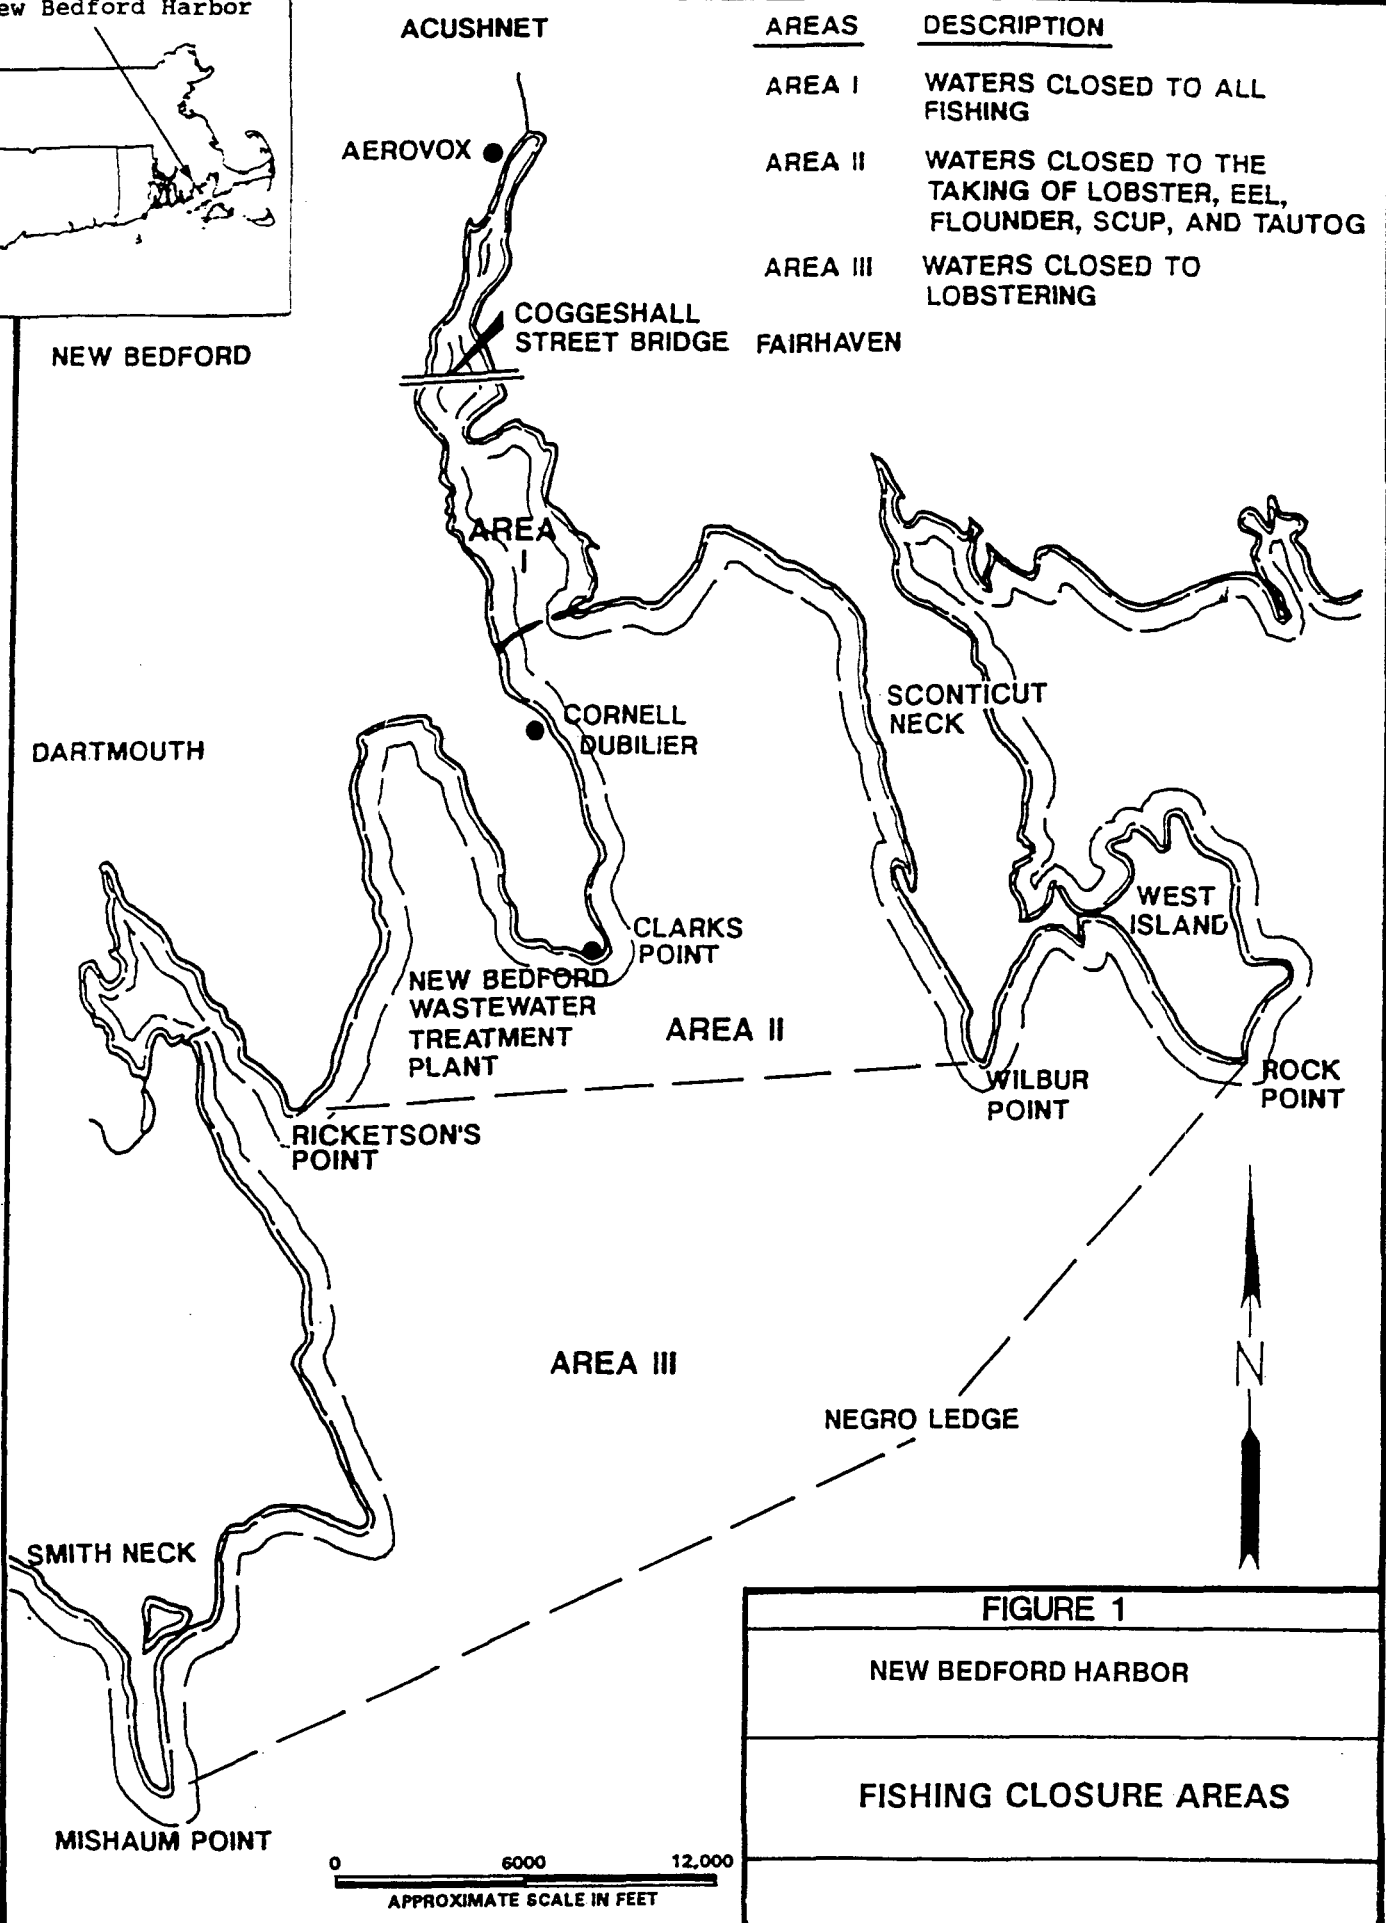 ew Bedford Harbor
ACUSHNET
AREAS DESCRIPTION
AREA I WATERS CLOSED TO ALL
FISHING
AREA II WATERS CLOSED TO THE
TAKING OF LOBSTER, EEL,
FLOUNDER, SCUP, AND TAUTOG
AREA III WATERS CLOSED TO
LOBSTERING
AEROVOX
COGGESHALL
STREET BRIDGE
FAIRHAVEN
NEW BEDFORD
AREA
I
SCONTICUT
NECK
CORNELL
DUBILIER
DARTMOUTH
WEST
ISLAND
CLARKS
POINT
NEW BEDFORD
WASTEWATER
TREATMENT
PLANT
AREA II
WILBUR
POINT
ROCK
POINT
RICKETSON'S
POINT
AREA III
N
NEGRO LEDGE
SMITH NECK
MISHAUM POINT
0 6000 12,000
APPROXIMATE SCALE IN FEET
FIGURE 1
NEW BEDFORD HARBOR
FISHING CLOSURE AREAS